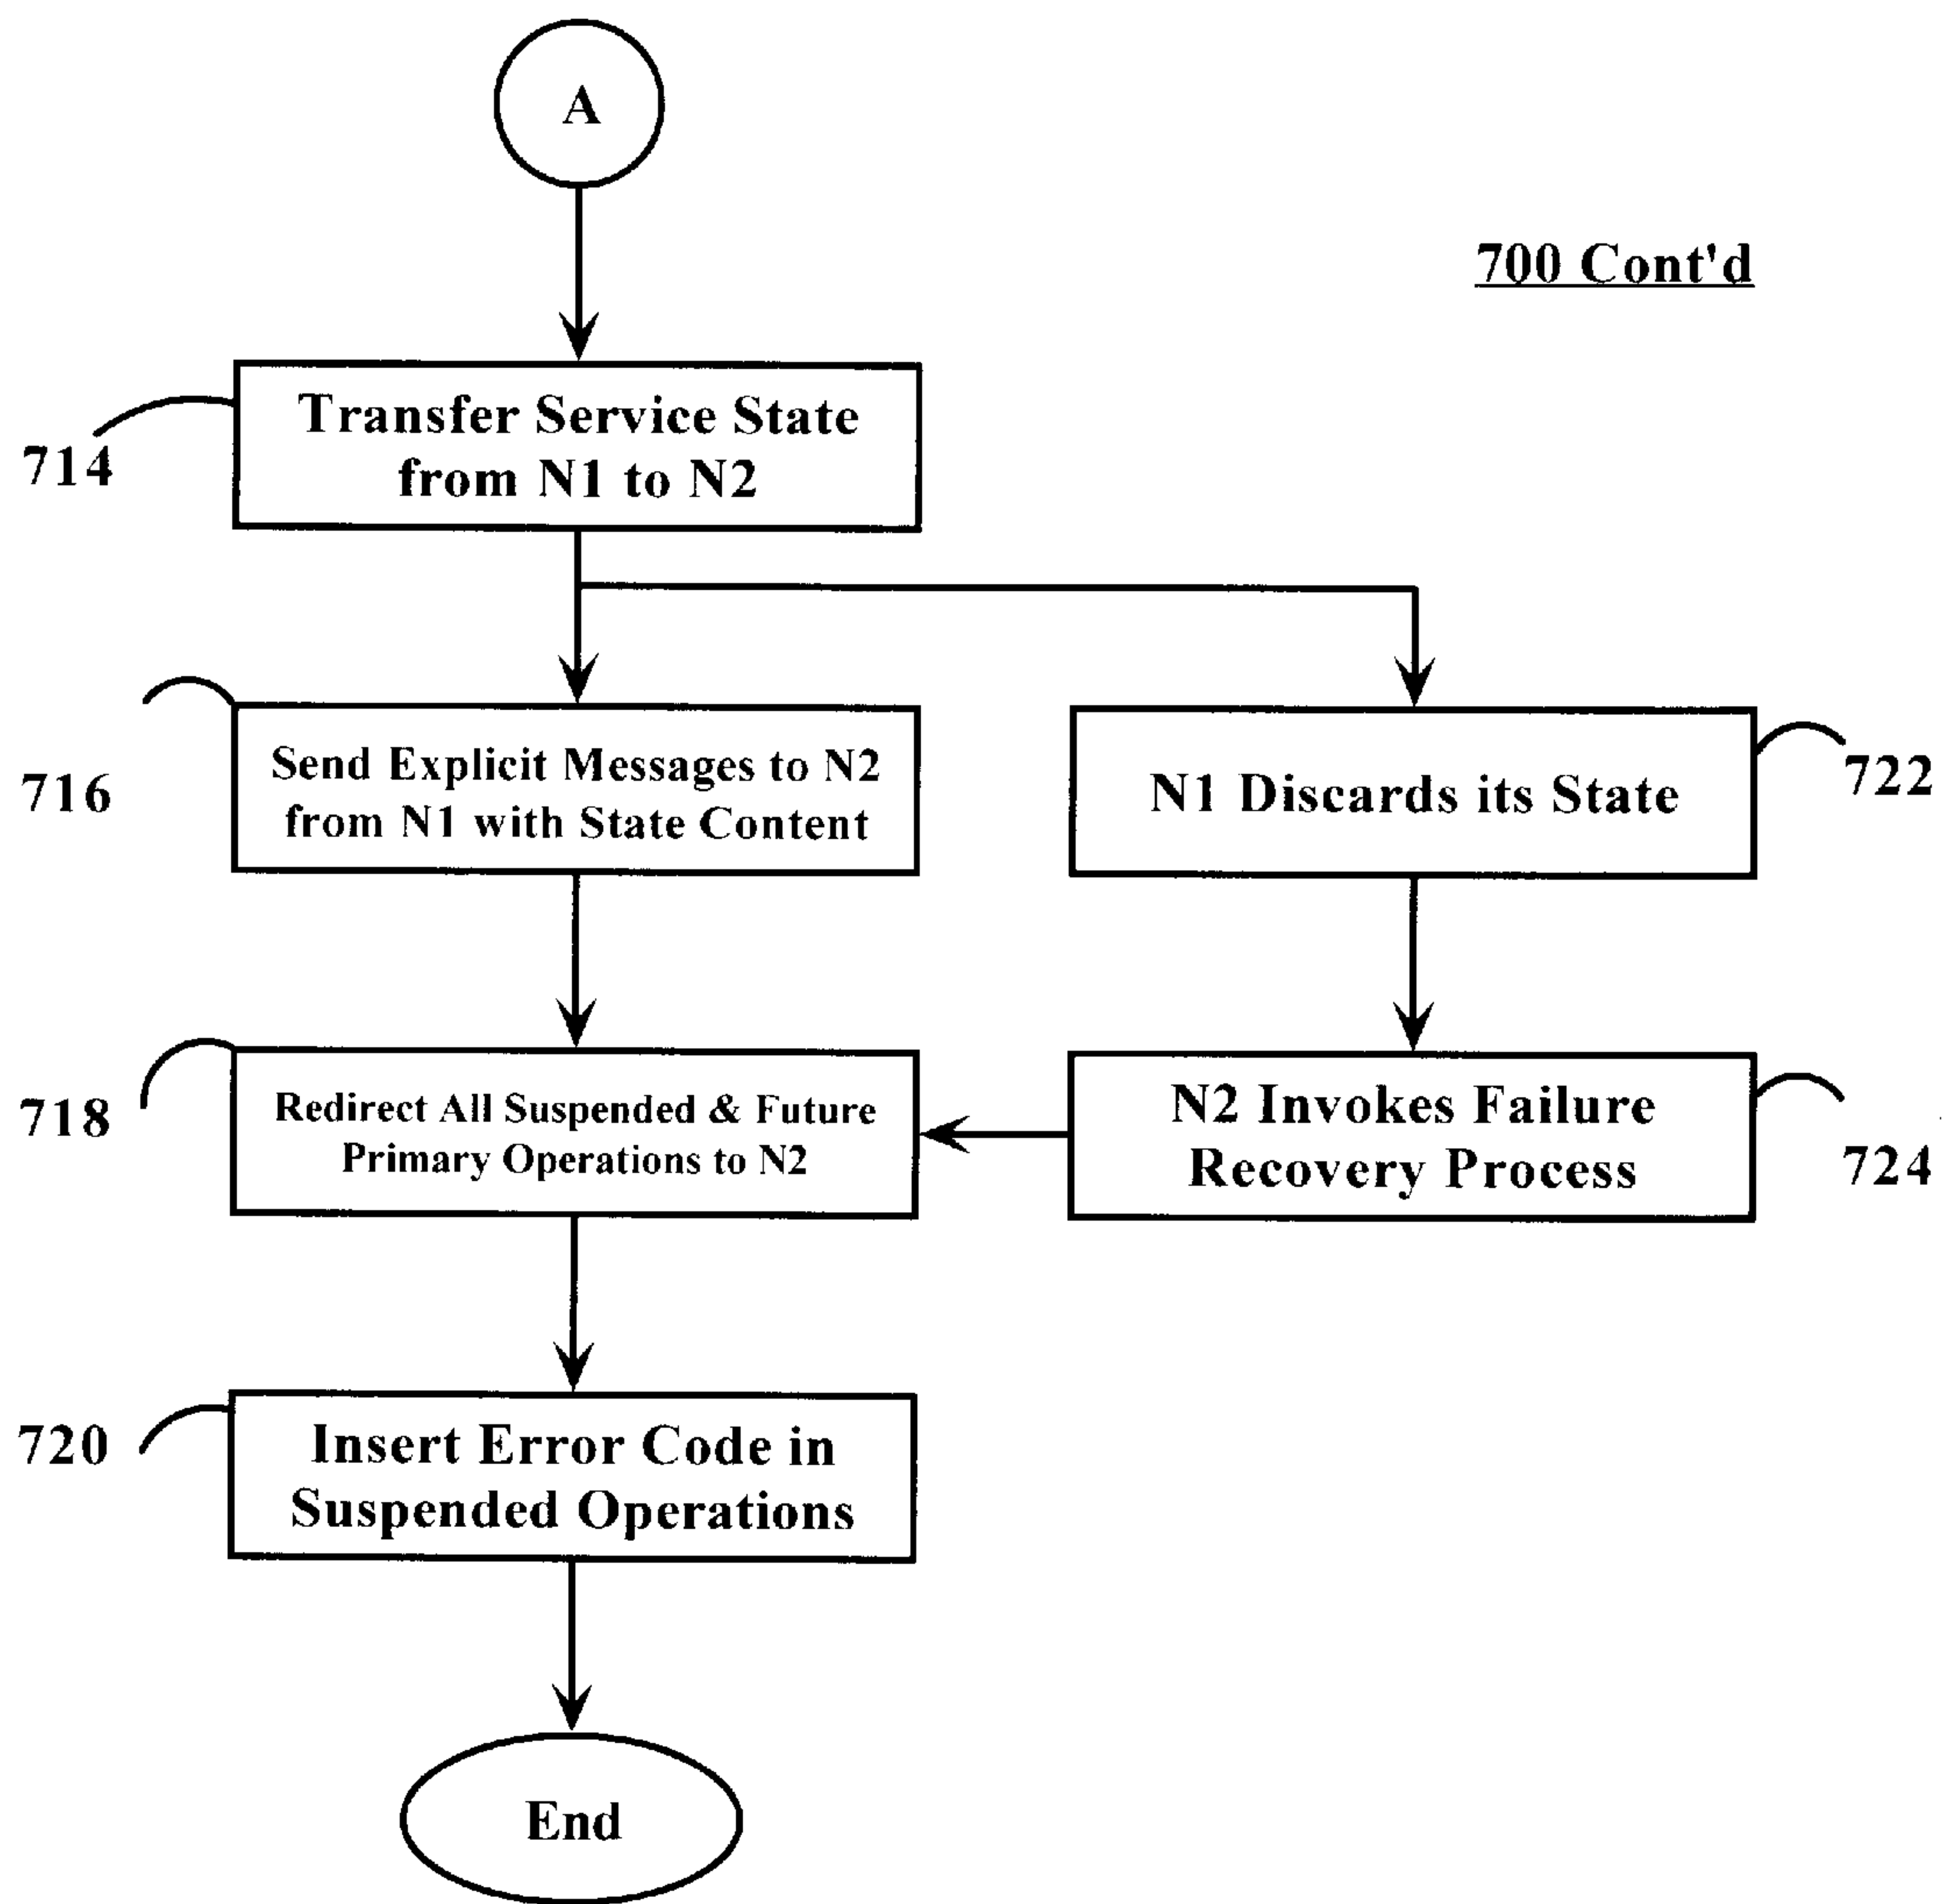 A
700 Cont'd
Transfer Service State
from N1 to N2
714
Send Explicit Messages to N2
from N1 with State Content
716
N1 Discards its State
722
Redirect All Suspended & Future
Primary Operations to N2
718
N2 Invokes Failure
Recovery Process
724
Insert Error Code in
Suspended Operations
720
End